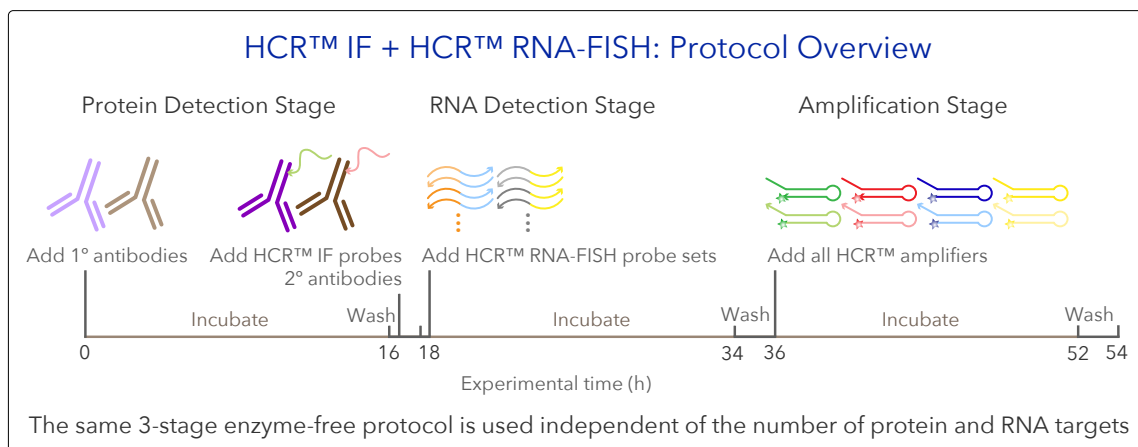 HCR™ IF + HCR™ RNA-FISH: Protocol Overview
Protein Detection Stage
RNA Detection Stage
Amplification Stage
Add 1° antibodies
Add HCR™ IF probes
2° antibodies
Add HCR™ RNA-FISH probe sets
Add all HCR™ amplifiers
Incubate
Wash
Incubate
Wash
Incubate
Wash
0
16
18
34
36
52
54
Experimental time (h)
The same 3-stage enzyme-free protocol is used independent of the number of protein and RNA targets